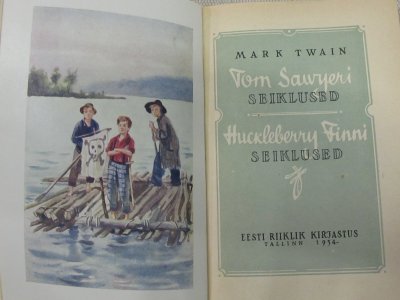 MARK TWAIN
Tom Sawyeri
SEIKLUSED
Huckleberry Finni
SEIKLUSED
EESTI RIIKLIK KIRJASTUS
TALLINN 1954